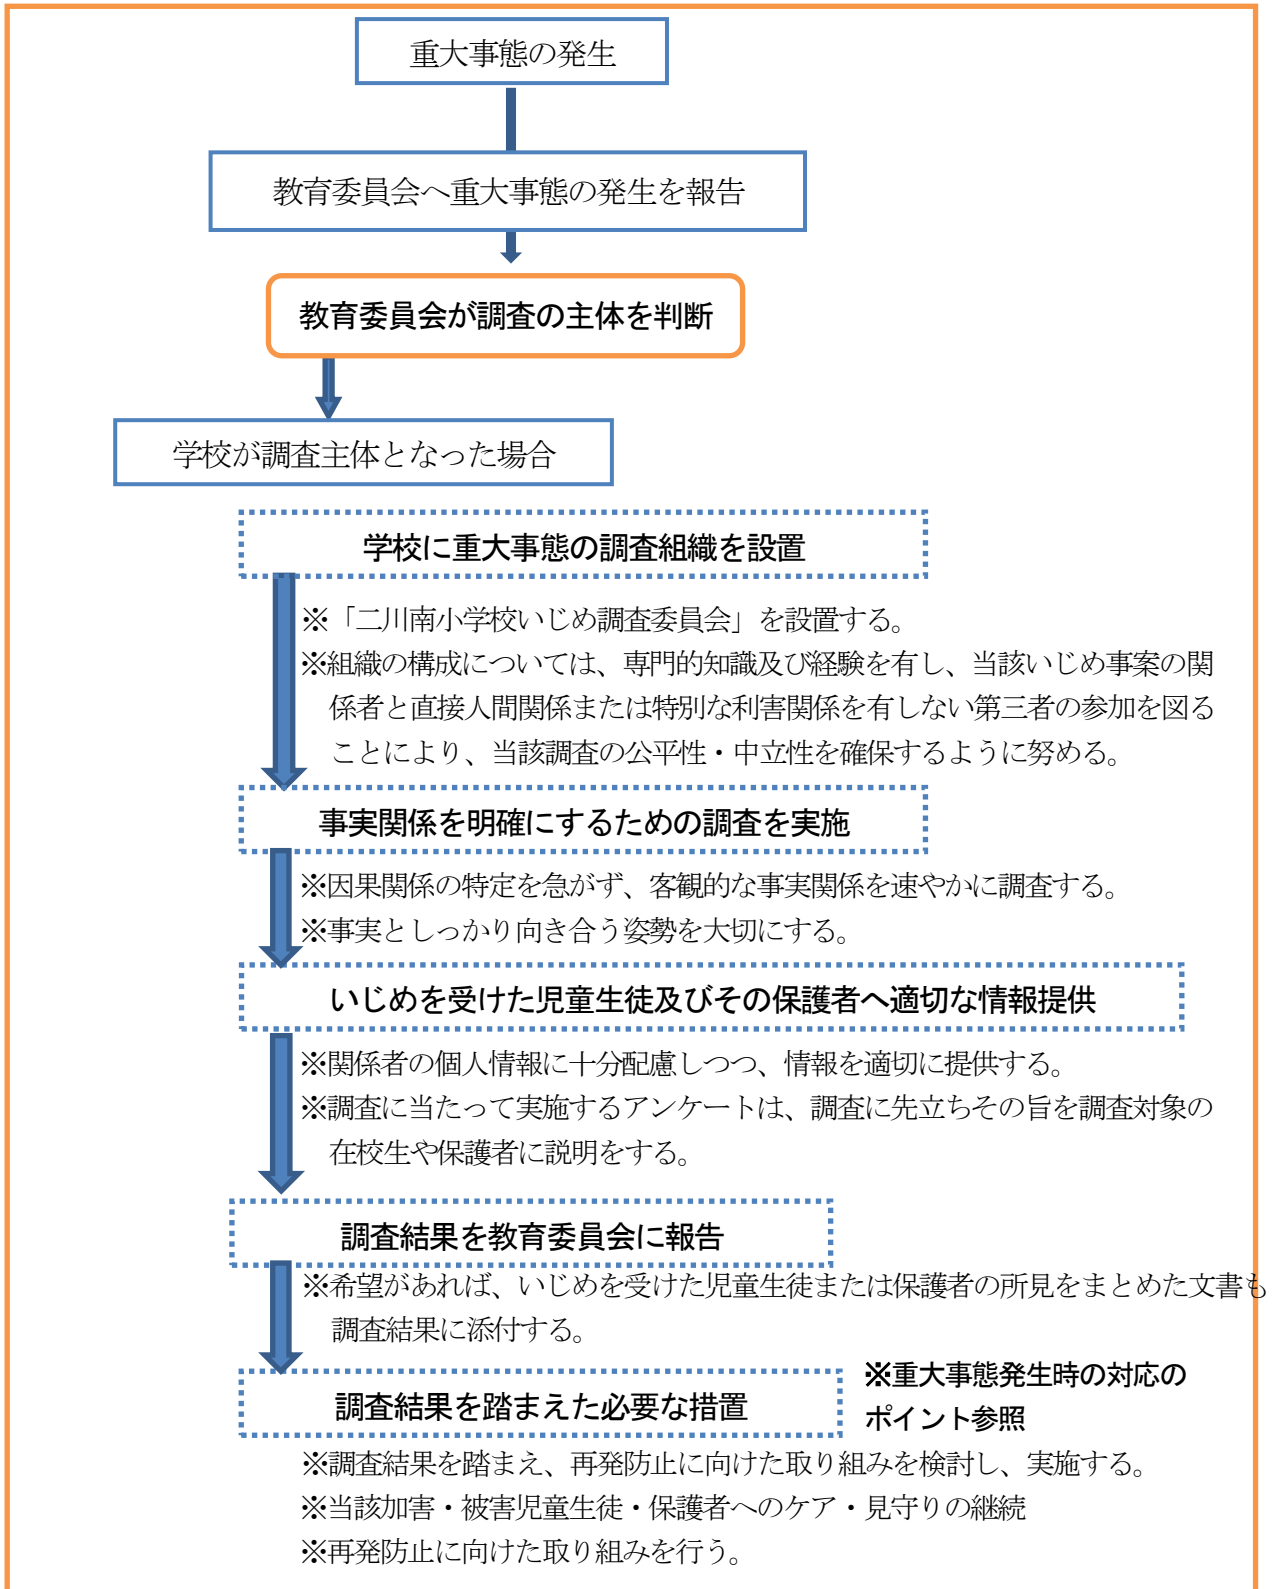 重大事態の発生
教育委員会へ重大事態の発生を報告
教育委員会が調査の主体を判断
学校が調査主体となった場合
学校に重大事態の調査組織を設置
※「二川南小学校いじめ調査委員会」を設置する。
※組織の構成については、専門的知識及び経験を有し、当該いじめ事案の関
係者と直接人間関係または特別な利害関係を有しない第三者の参加を図る
ことにより、当該調査の公平性・中立性を確保するように努める。
事実関係を明確にするための調査を実施
※因果関係の特定を急がず、客観的な事実関係を速やかに調査する。
※事実としっかり向き合う姿勢を大切にする。
いじめを受けた児童生徒及びその保護者へ適切な情報提供
※関係者の個人情報に十分配慮しつつ、情報を適切に提供する。
※調査に当たって実施するアンケートは、調査に先立ちその旨を調査対象の
在校生や保護者に説明をする。
調査結果を教育委員会に報告
※希望があれば、いじめを受けた児童生徒または保護者の所見をまとめた文書も
調査結果に添付する。
調査結果を踏まえた必要な措置
※重大事態発生時の対応の
ポイント参照
※調査結果を踏まえ、再発防止に向けた取り組みを検討し、実施する。
※当該加害・被害児童生徒・保護者へのケア・見守りの継続
※再発防止に向けた取り組みを行う。